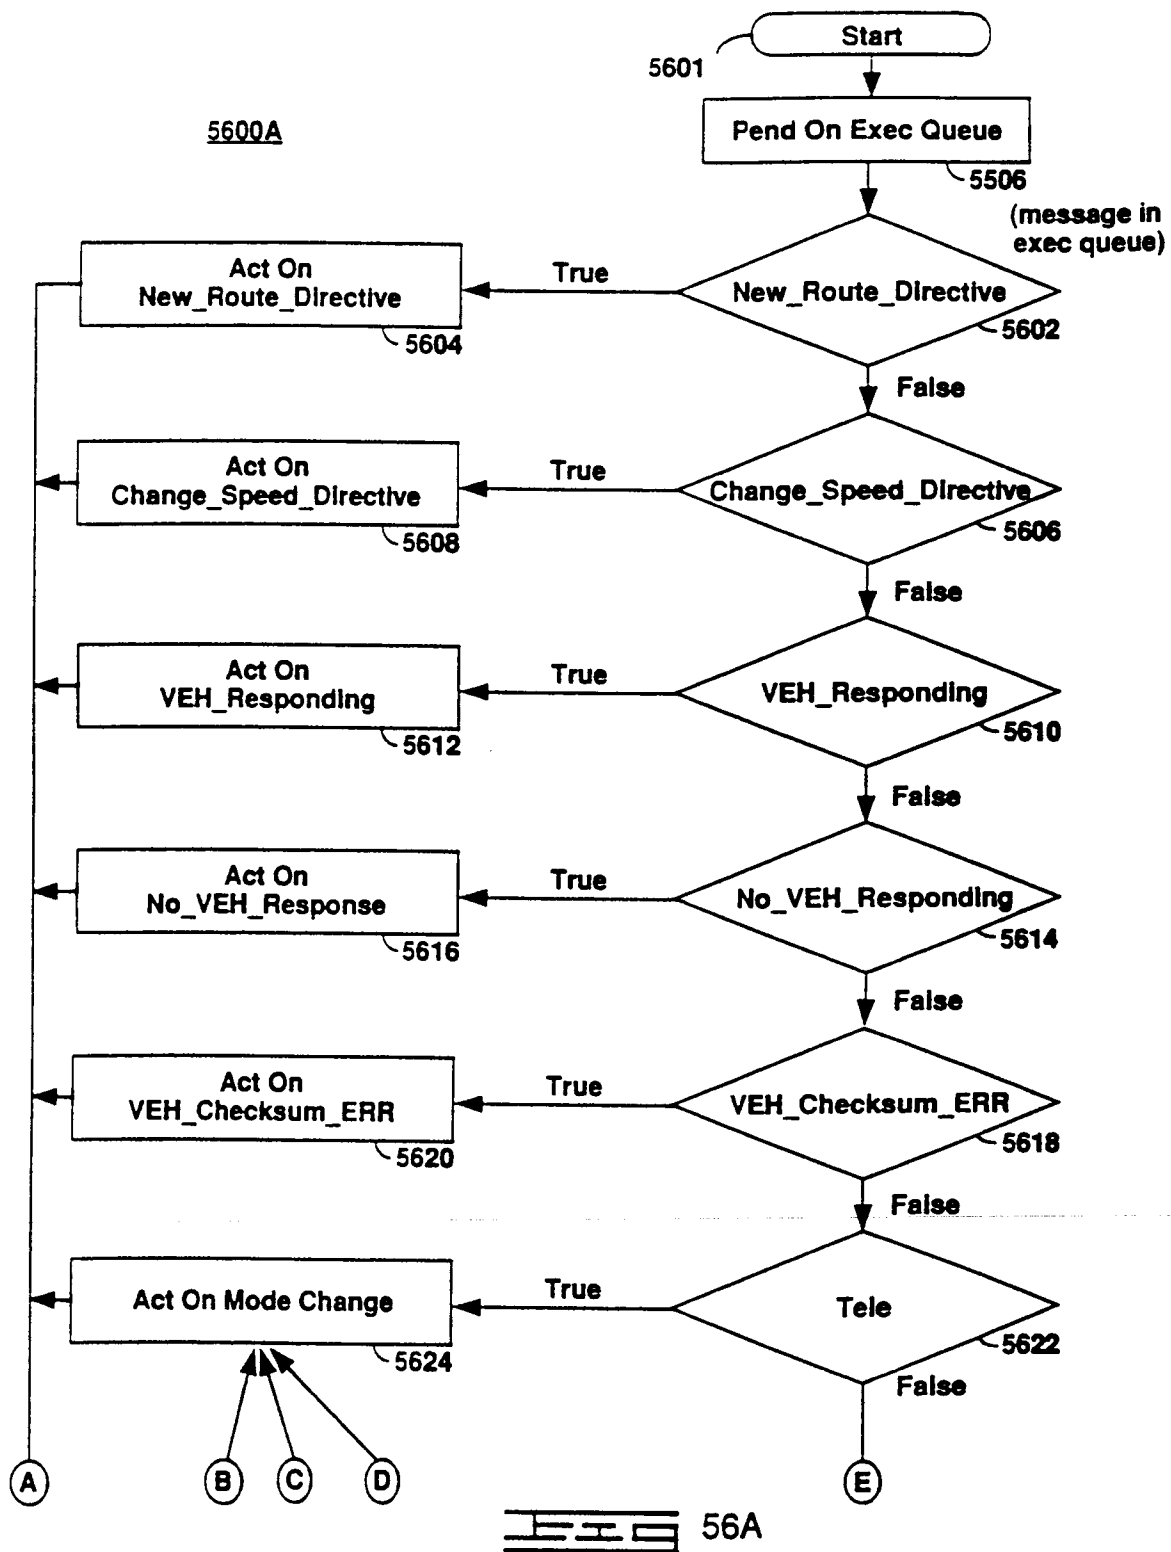 Start
5601
5600A
Pend On Exec Queue
5506
(message in
exec queue)
Act On
New_Route_Directive
5604
True
New_Route_Directive
5602
False
Act On
Change_Speed_Directive
5608
True
Change_Speed_Directive
5606
False
Act On
VEH_Responding
5612
True
VEH_Responding
5610
False
Act On
No_VEH_Response
5616
True
No_VEH_Responding
5614
False
Act On
VEH_Checksum_ERR
5620
True
VEH_Checksum_ERR
5618
False
Act On Mode Change
5624
True
Tele
5622
False
A
B
C
D
E
FIG 56A